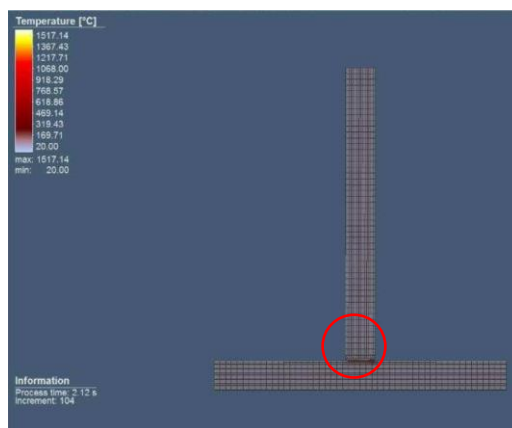 Temperature [°C]
1517.14
1367.43
1217.71
1068.00
918.29
768.57
618.86
469.14
319.43
169.71
20.00
max: 1517.14
min: 20.00
Information
Process time: 2.12 s
Increment: 104